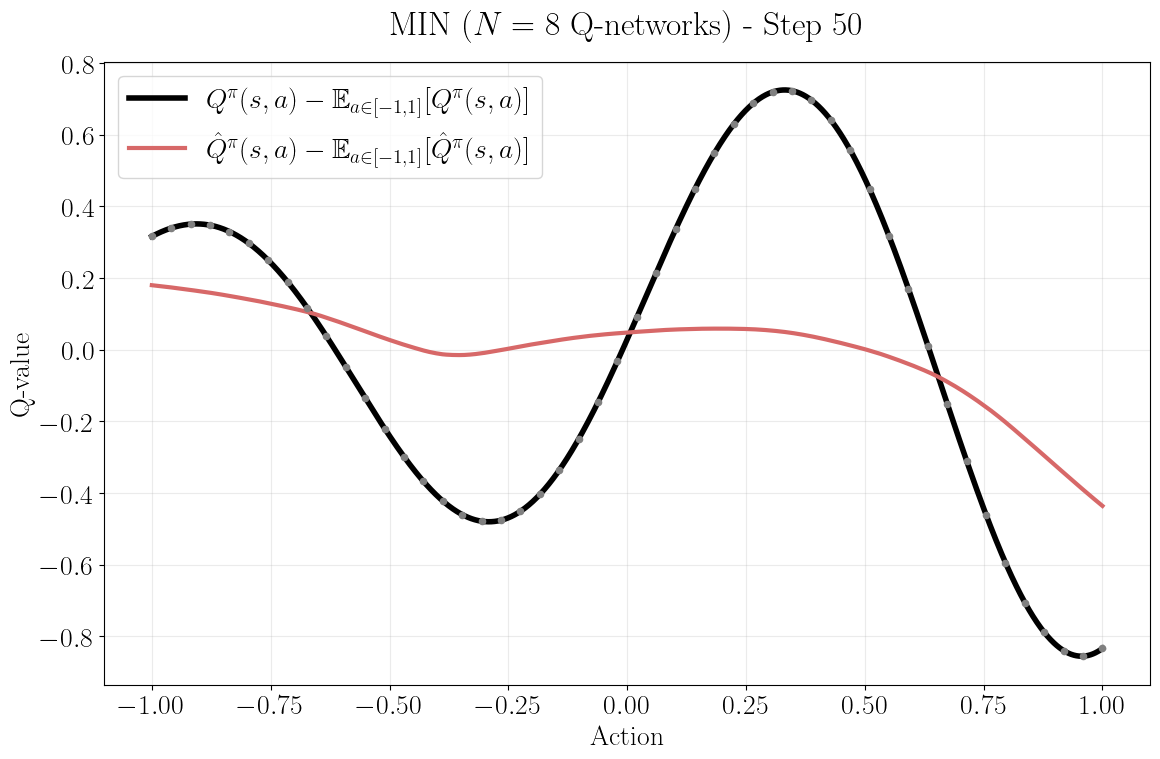 MIN (N = 8 Q-networks) - Step 50
Q^π(s, a) − 𝔼_{a∈[−1,1]}[Q^π(s, a)]
Q̂^π(s, a) − 𝔼_{a∈[−1,1]}[Q̂^π(s, a)]
Q-value
0.8
0.6
0.4
0.2
0.0
−0.2
−0.4
−0.6
−0.8
−1.00 −0.75 −0.50 −0.25 0.00 0.25 0.50 0.75 1.00
Action